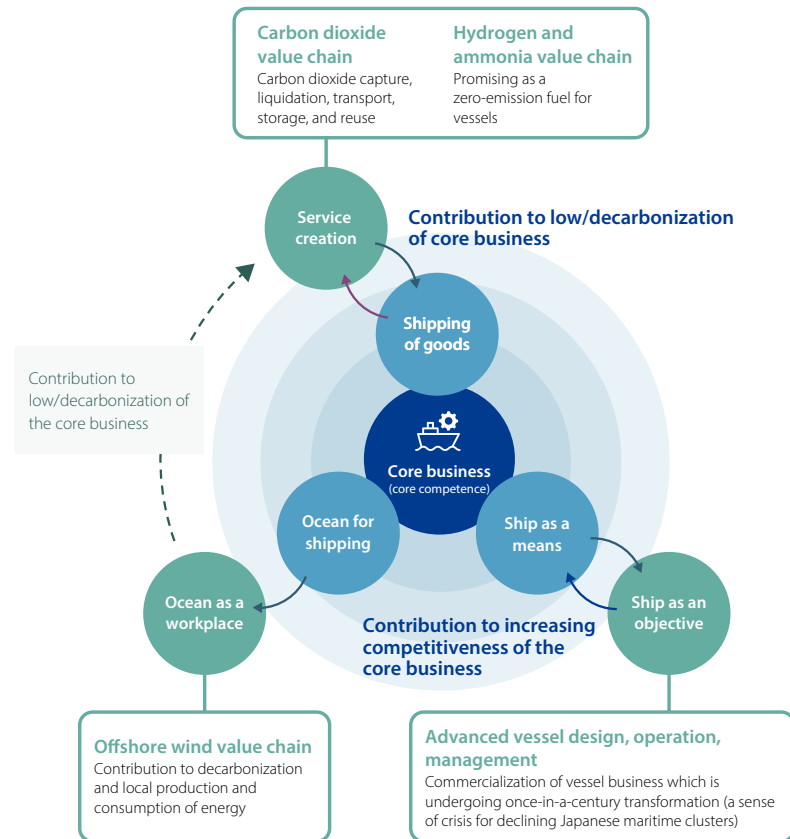 Carbon dioxide
value chain
Carbon dioxide capture,
liquidation, transport,
storage, and reuse
Hydrogen and
ammonia value chain
Promising as a
zero-emission fuel for
vessels
Service
creation
Contribution to low/decarbonization
of core business
Shipping
of goods
Contribution to
low/decarbonization of
the core business
Core business
(core competence)
Ocean for
shipping
Ship as a
means
Ocean as a
workplace
Ship as an
objective
Contribution to increasing
competitiveness of the
core business
Offshore wind value chain
Contribution to decarbonization
and local production and
consumption of energy
Advanced vessel design, operation,
management
Commercialization of vessel business which is
undergoing once-in-a-century transformation (a sense
of crisis for declining Japanese maritime clusters)